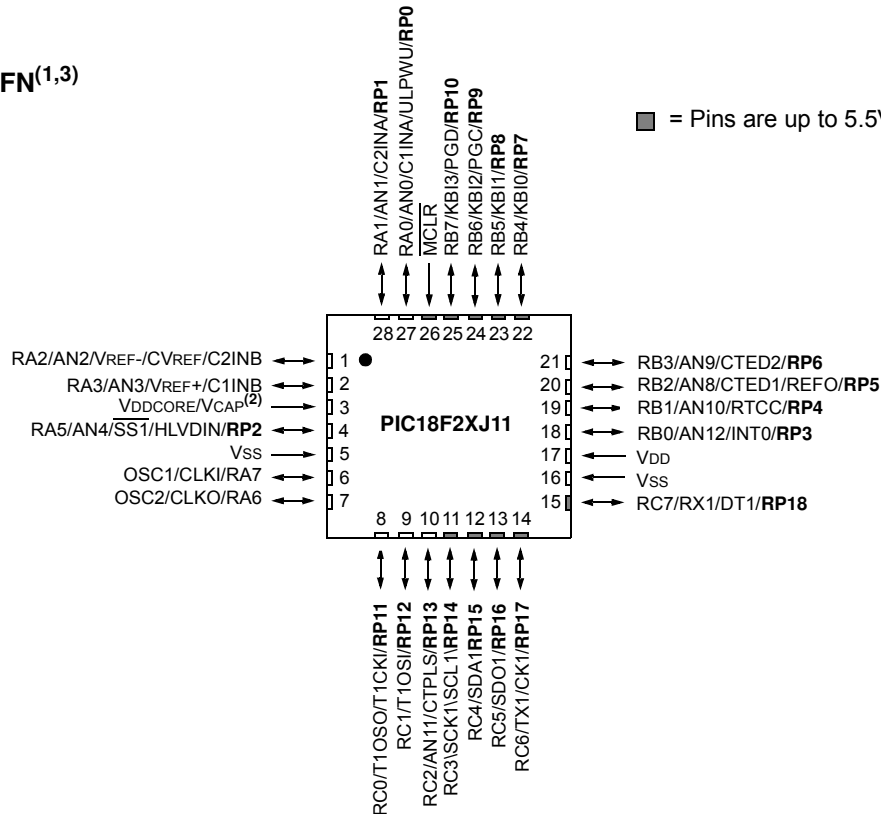 FN(1,3)
= Pins are up to 5.5V
RA1/AN1/C2INA/RP1
RA0/AN0/C1INA/ULPWU/RP0
MCLR
RB7/KBI3/PGD/RP10
RB6/KBI2/PGC/RP9
RB5/KBI1/RP8
RB4/KBI0/RP7
28 27 26 25 24 23 22
RA2/AN2/VREF-/CVREF/C2INB 1
RA3/AN3/VREF+/C1INB 2
VDDCORE/VCAP(2) 3
RA5/AN4/SS1/HLVDIN/RP2 4
VSS 5
OSC1/CLKI/RA7 6
OSC2/CLKO/RA6 7
PIC18F2XJ11
21 RB3/AN9/CTED2/RP6
20 RB2/AN8/CTED1/REFO/RP5
19 RB1/AN10/RTCC/RP4
18 RB0/AN12/INT0/RP3
17 VDD
16 VSS
15 RC7/RX1/DT1/RP18
8 9 10 11 12 13 14
RC0/T1OSO/T1CKI/RP11
RC1/T1OSI/RP12
RC2/AN11/CTPLS/RP13
RC3\SCK1\SCL1\RP14
RC4/SDA1RP15
RC5/SDO1/RP16
RC6/TX1/CK1/RP17